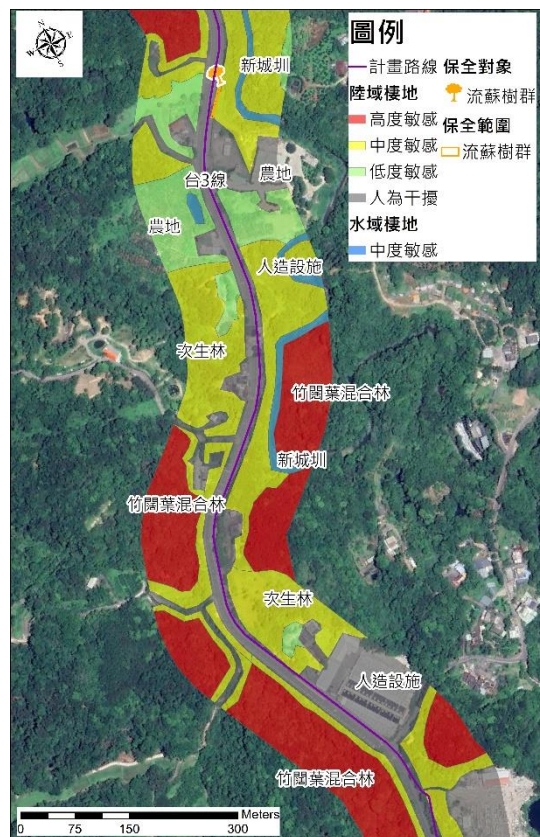 圖例
計畫路線
保全對象
陸域棲地
流蘇樹群
高度敏感
保全範圍
中度敏感
流蘇樹群
低度敏感
人為干擾
水域棲地
中度敏感
N
E
S
W
新城圳
農地
台3線
農地
人造設施
次生林
竹闊葉混合林
新城圳
竹闊葉混合林
次生林
人造設施
竹闊葉混合林
Meters
0 75 150 300